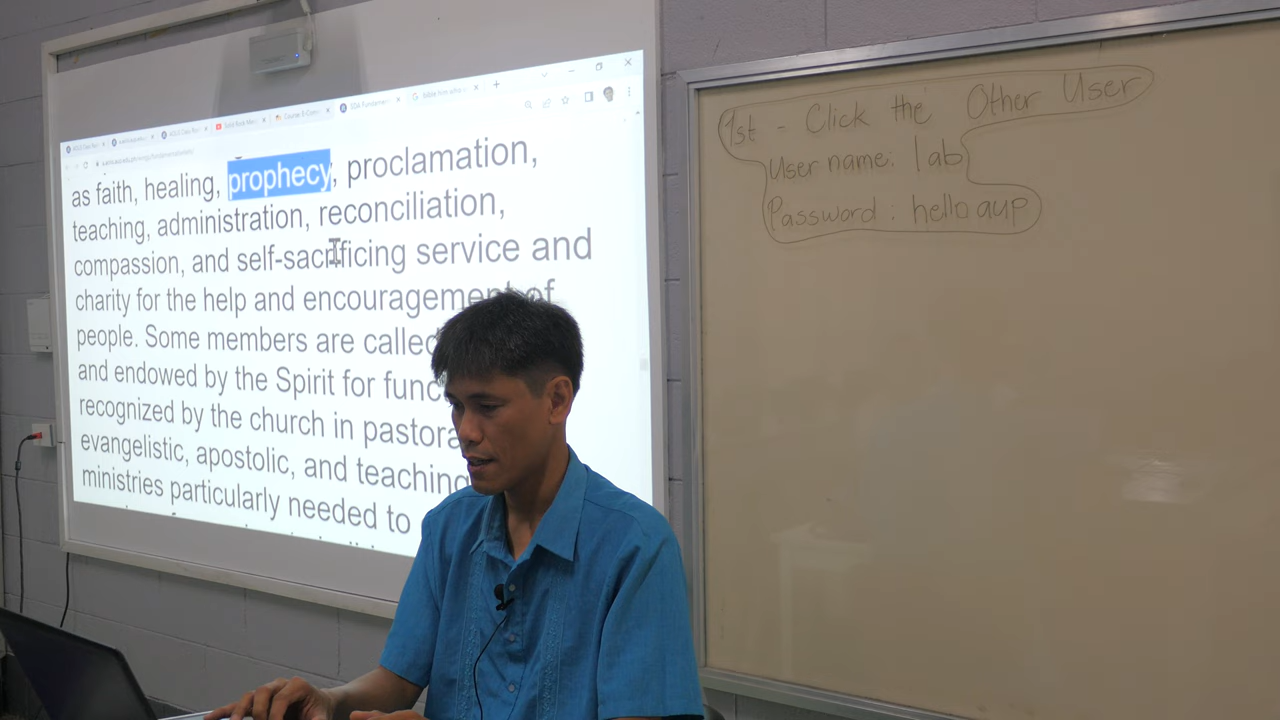 as faith, healing, prophecy, proclamation,
teaching, administration, reconciliation,
compassion, and self-sacrificing service and
charity for the help and encouragement of
people. Some members are called
and endowed by the Spirit for func
recognized by the church in pastora
evangelistic, apostolic, and teaching
ministries particularly needed to
1st - Click the Other User
User name: lab
Password: helloaup